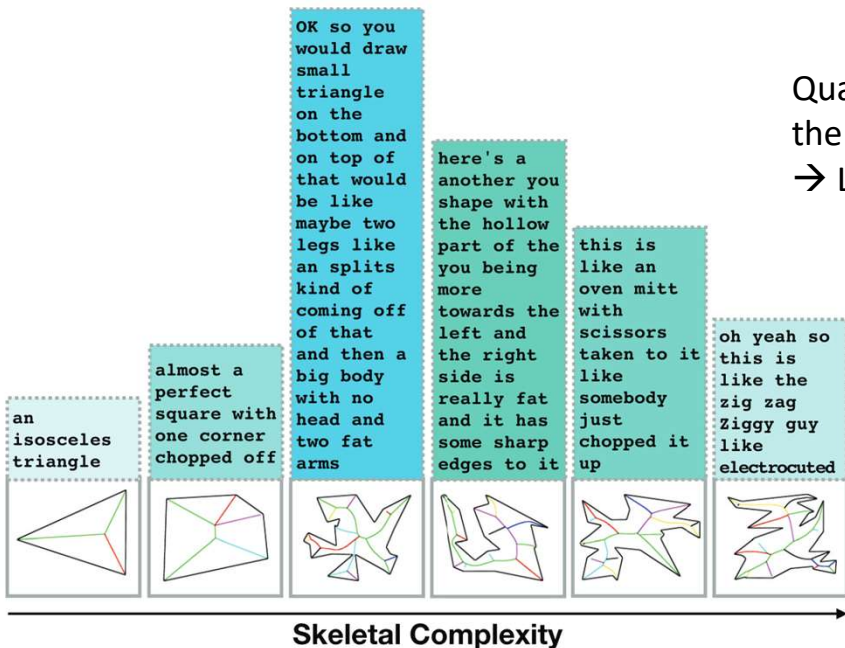 an
isosceles
triangle
almost a
perfect
square with
one corner
chopped off
OK so you
would draw
small
triangle
on the
bottom and
on top of
that would
be like
maybe two
legs like
an splits
kind of
coming off
of that
and then a
big body
with no
head and
two fat
arms
here's a
another you
shape with
the hollow
part of the
you being
more
towards the
left and
the right
side is
really fat
and it has
some sharp
edges to it
this is
like an
oven mitt
with
scissors
taken to it
like
somebody
just
chopped it
up
oh yeah so
this is
like the
zig zag
Ziggy guy
like
electrocuted
Skeletal Complexity
Qua
the
→ L